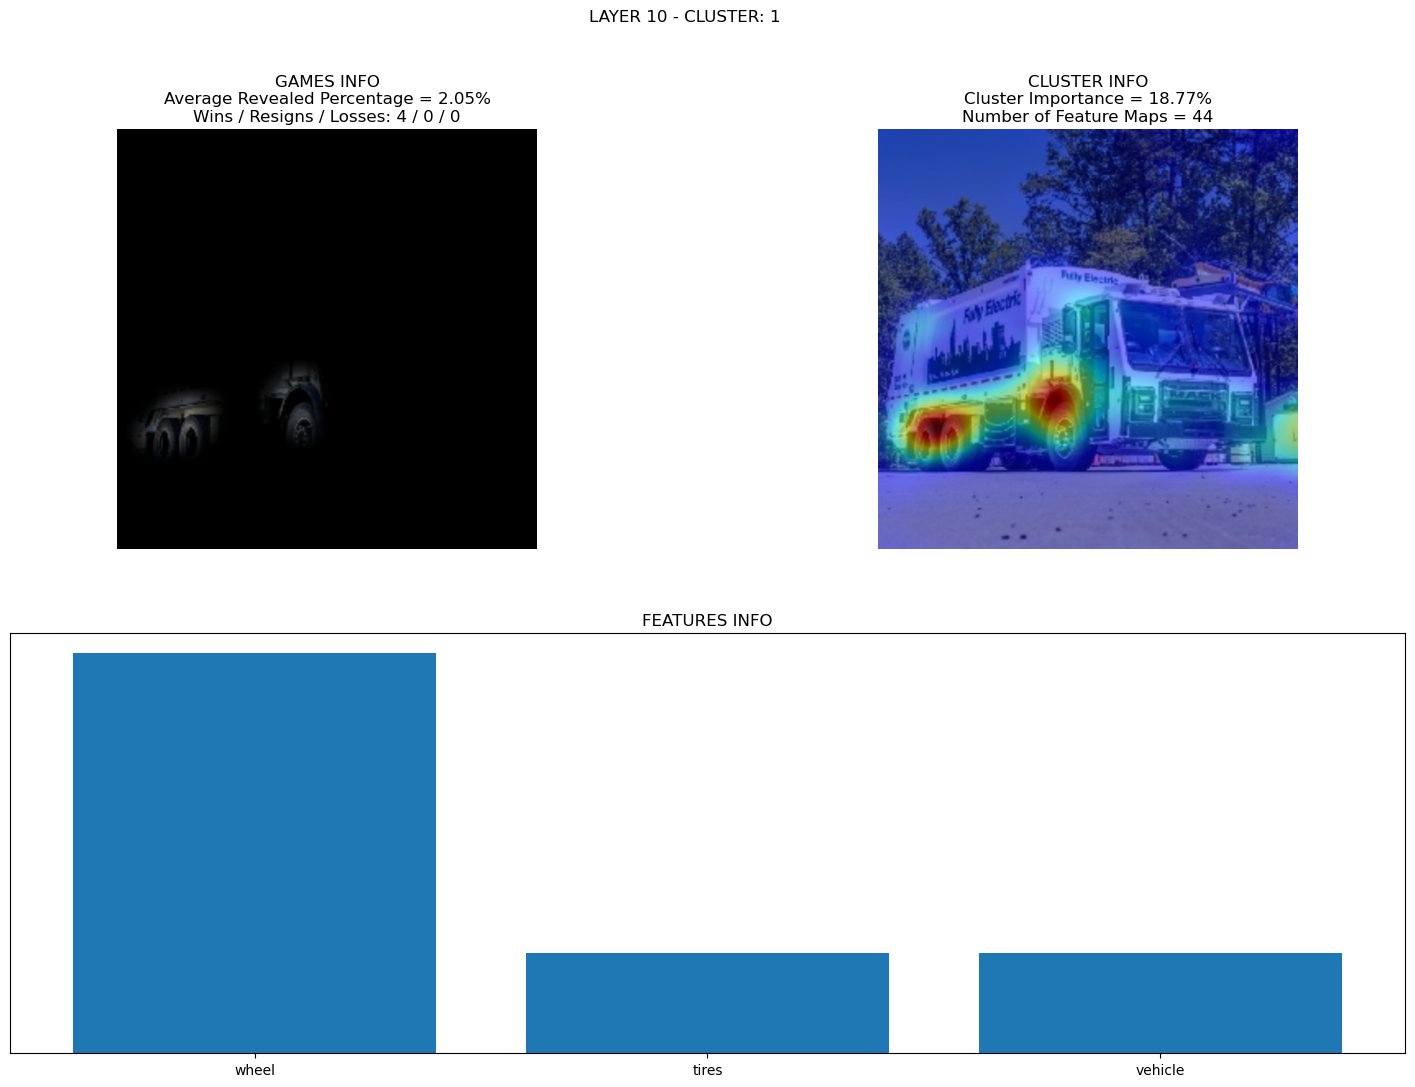 LAYER 10 - CLUSTER: 1
GAMES INFO
Average Revealed Percentage = 2.05%
Wins / Resigns / Losses: 4 / 0 / 0
CLUSTER INFO
Cluster Importance = 18.77%
Number of Feature Maps = 44
Fully Electric
Fully Electric
FEATURES INFO
wheel
tires
vehicle